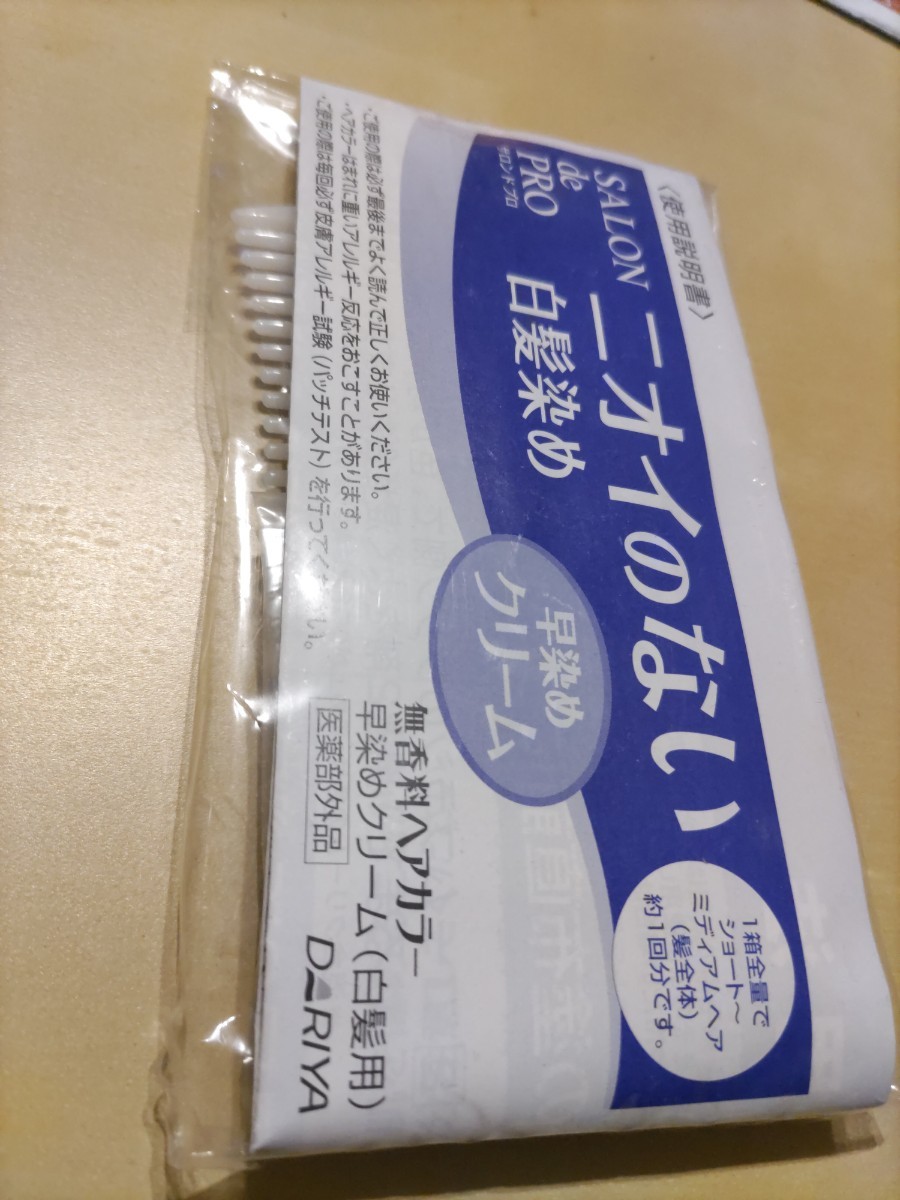 〈使用説明書〉
SALON
de
PRO
サロンドプロ
ニオイのない
白髪染め
早染め
クリーム
1箱全量で
ショート~
ミディアムヘア
(髪全体)
約1回分です。
・ご使用の際は必ず最後までよく読んで正しくお使いください。
・ヘアカラーはまれに重いアレルギー反応をおこすことがあります。
・ご使用の際は毎回必ず皮膚アレルギー試験(パッチテスト)を行ってください。
無香料ヘアカラー
早染めクリーム(白髪用)
医薬部外品
DARIYA